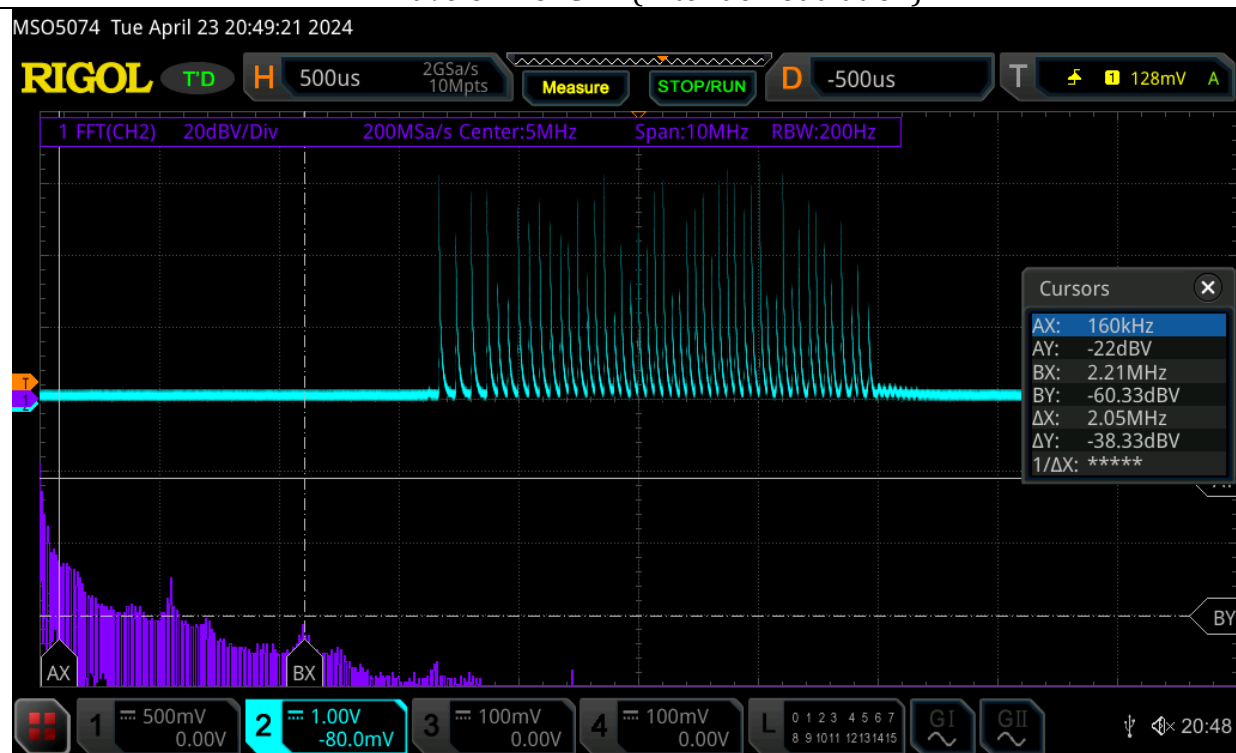 MSO5074 Tue April 23 20:49:21 2024
RIGOL T'D H 500us 2GSa/s 10Mpts Measure STOP/RUN D -500us T 1 128mV A
1 FFT(CH2) 20dBV/Div 200MSa/s Center:5MHz Span:10MHz RBW:200Hz
Cursors
AX: 160kHz
AY: -22dBV
BX: 2.21MHz
BY: -60.33dBV
ΔX: 2.05MHz
ΔY: -38.33dBV
1/ΔX: *****
T
1
BY
AX BX
1 500mV 0.00V 2 1.00V -80.0mV 3 100mV 0.00V 4 100mV 0.00V L 0 1 2 3 4 5 6 7 8 9 10 11 12 13 14 15 GI GII 20:48